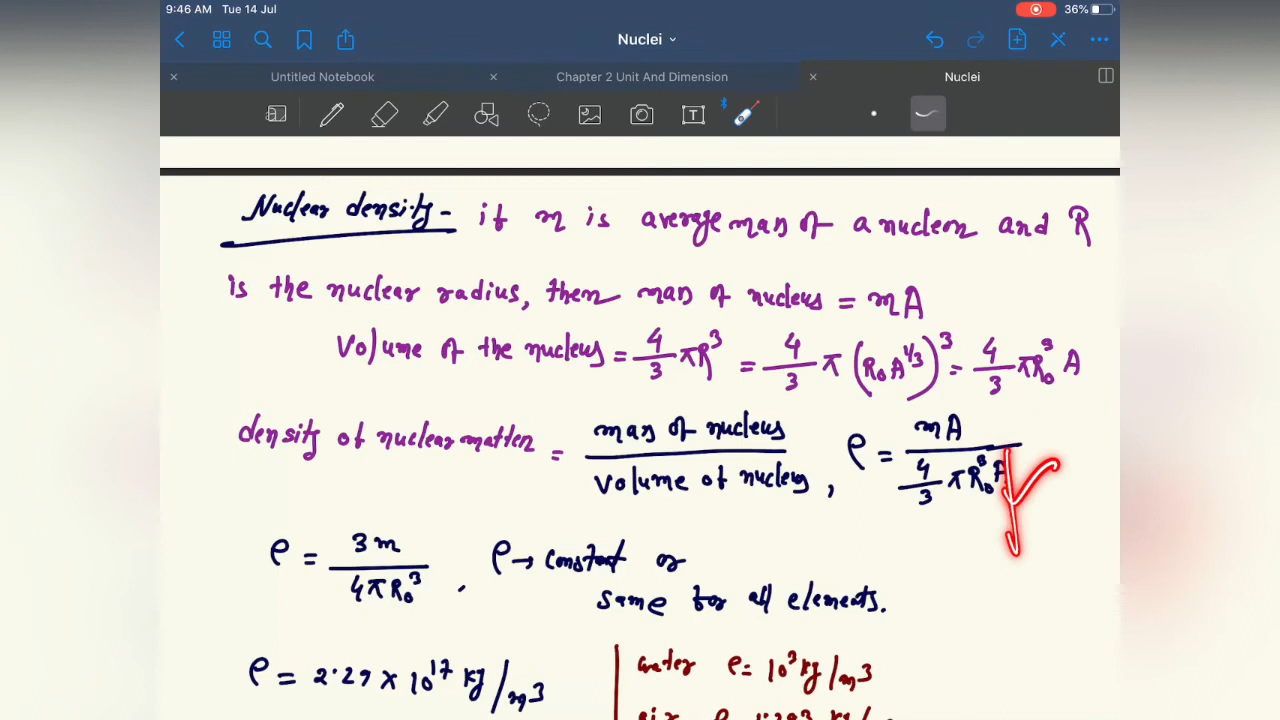 9:46 AM Tue 14 Jul 36%
Nuclei
Untitled Notebook Chapter 2 Unit And Dimension Nuclei
T
Nuclear density - if m is average mass of a nucleon and R
is the nuclear radius, then mass of nucleus = mA
Volume of the nucleus = 4/3 πR³ = 4/3 π (R₀A^1/3)³ = 4/3 πR₀³ A
density of nuclear matter = mass of nucleus / volume of nucleus, ρ = mA / 4/3 πR₀³ A
ρ = 3m / 4πR₀³ , ρ → constant or
same for all elements.
ρ = 2.29 × 10¹⁷ kg/m3 water ρ = 10³ kg/m3
air ρ